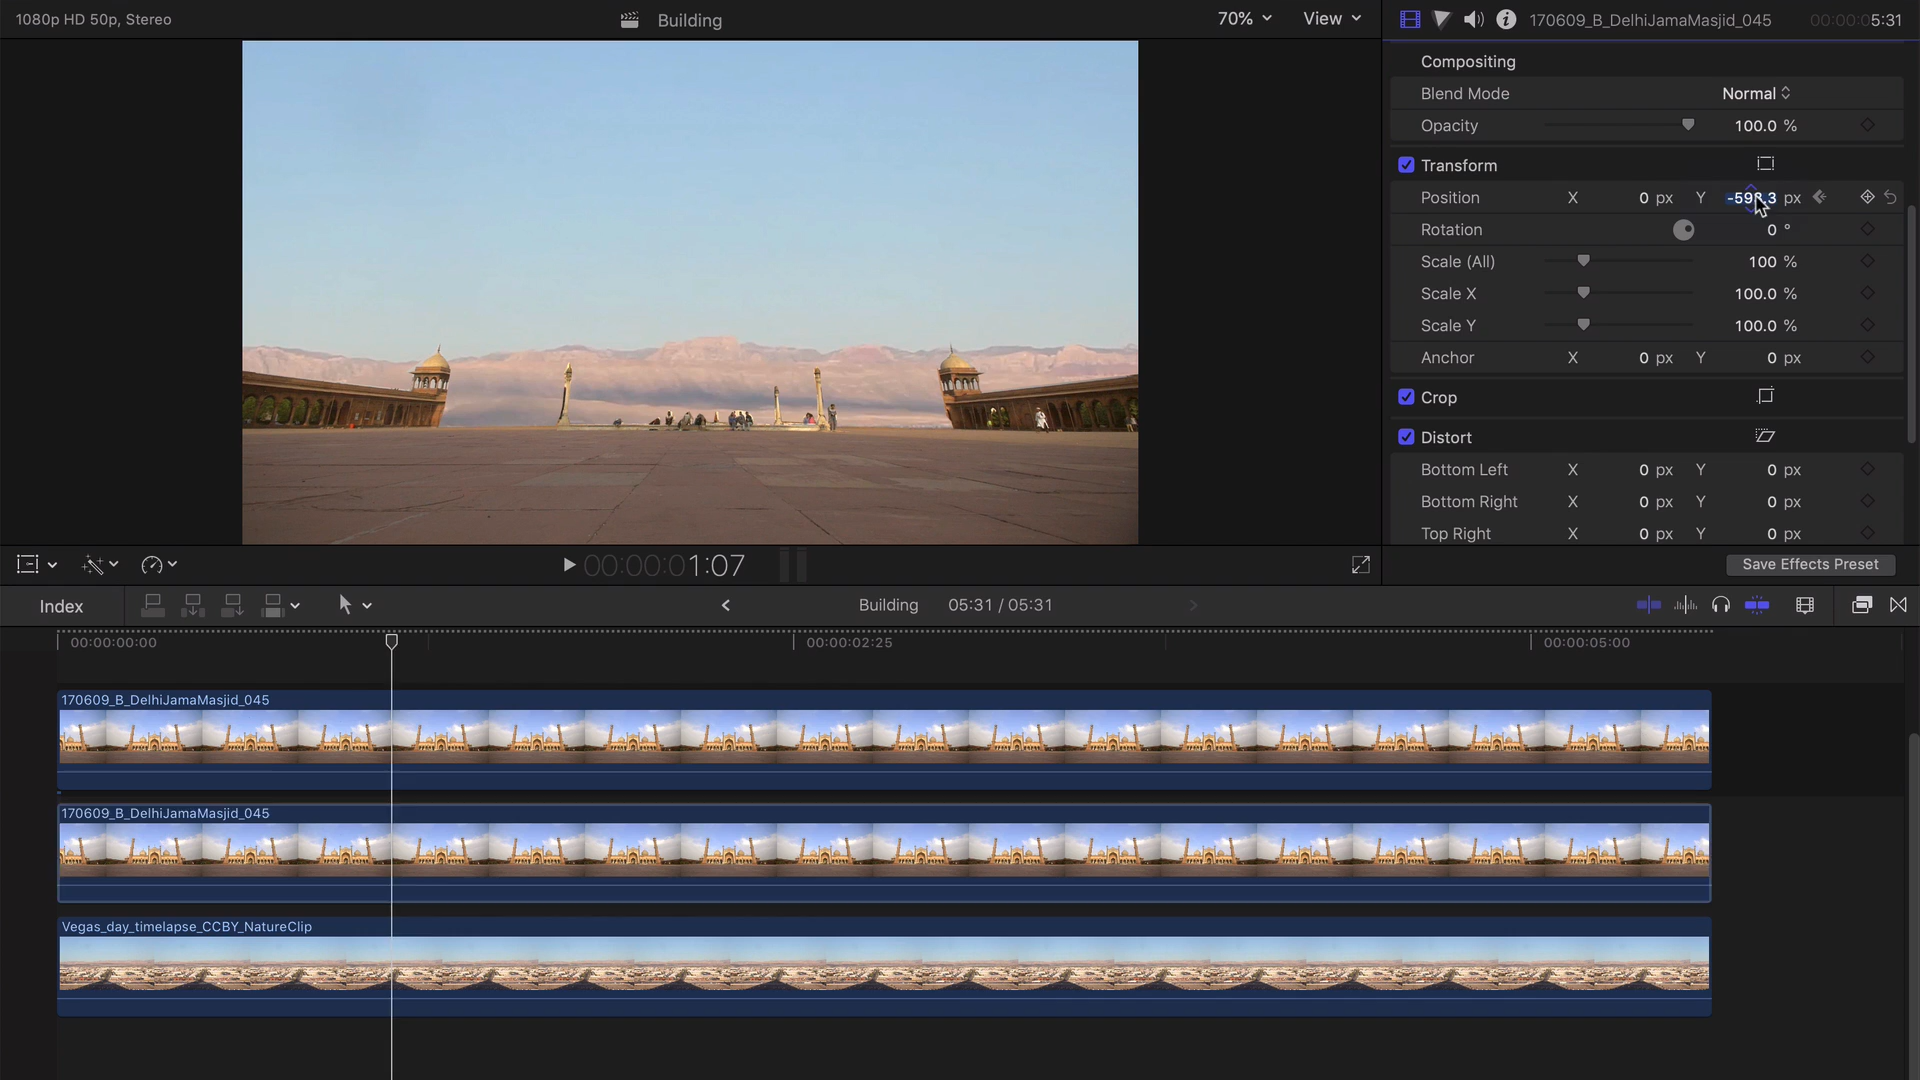 1080p HD 50p, Stereo
Building
70%
View
170609_B_DelhiJamaMasjid_045
00:00:05:31
Compositing
Blend Mode
Normal
Opacity
100.0 %
Transform
Position X 0 px Y px
Rotation
0 °
Scale (All)
100 %
Scale X
100.0 %
Scale Y
100.0 %
Anchor X 0 px Y 0 px
Crop
Distort
Bottom Left X 0 px Y 0 px
Bottom Right X 0 px Y 0 px
Top Right X 0 px Y 0 px
00:00:01:07
Save Effects Preset
Index
Building
05:31 / 05:31
00:00:00:00
00:00:02:25
00:00:05:00
170609_B_DelhiJamaMasjid_045
170609_B_DelhiJamaMasjid_045
Vegas_day_timelapse_CCBY_NatureClip